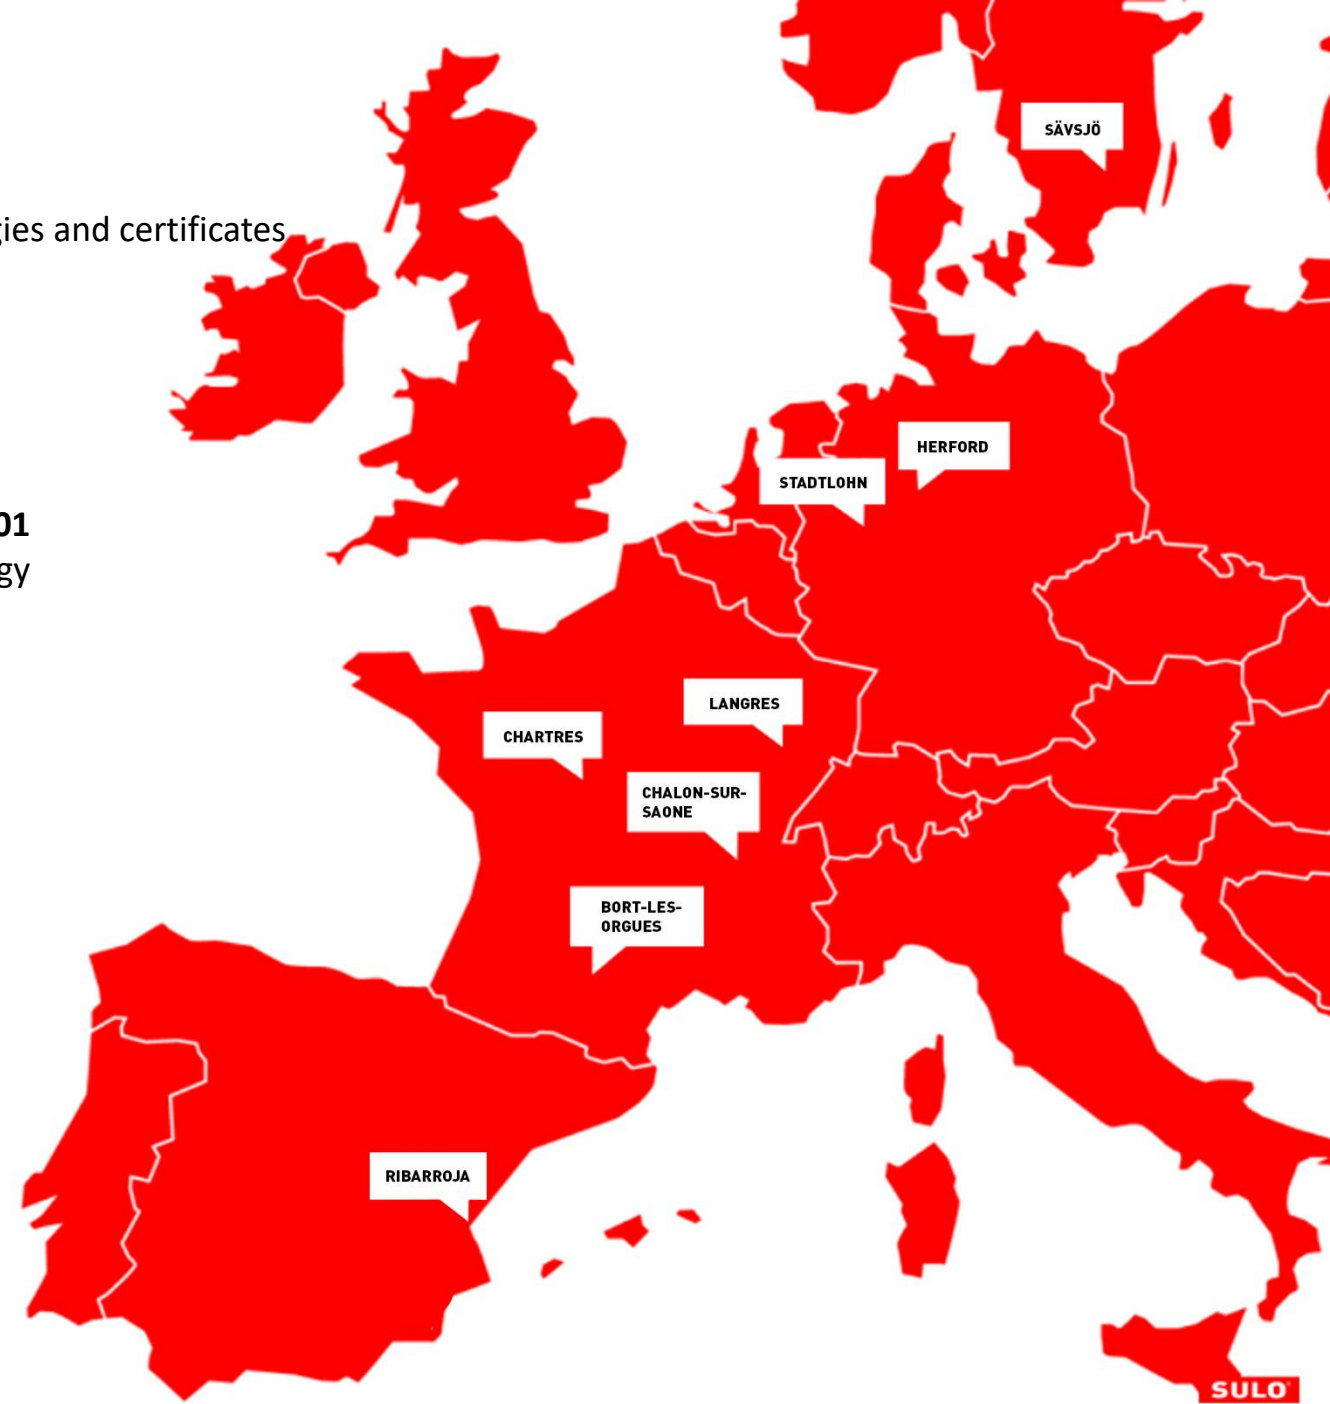 SÄVSJÖ
gies and certificates
HERFORD
STADTLOHN
01
gy
LANGRES
CHARTRES
CHALON-SUR-
SAONE
BORT-LES-
ORGUES
RIBARROJA
SULO